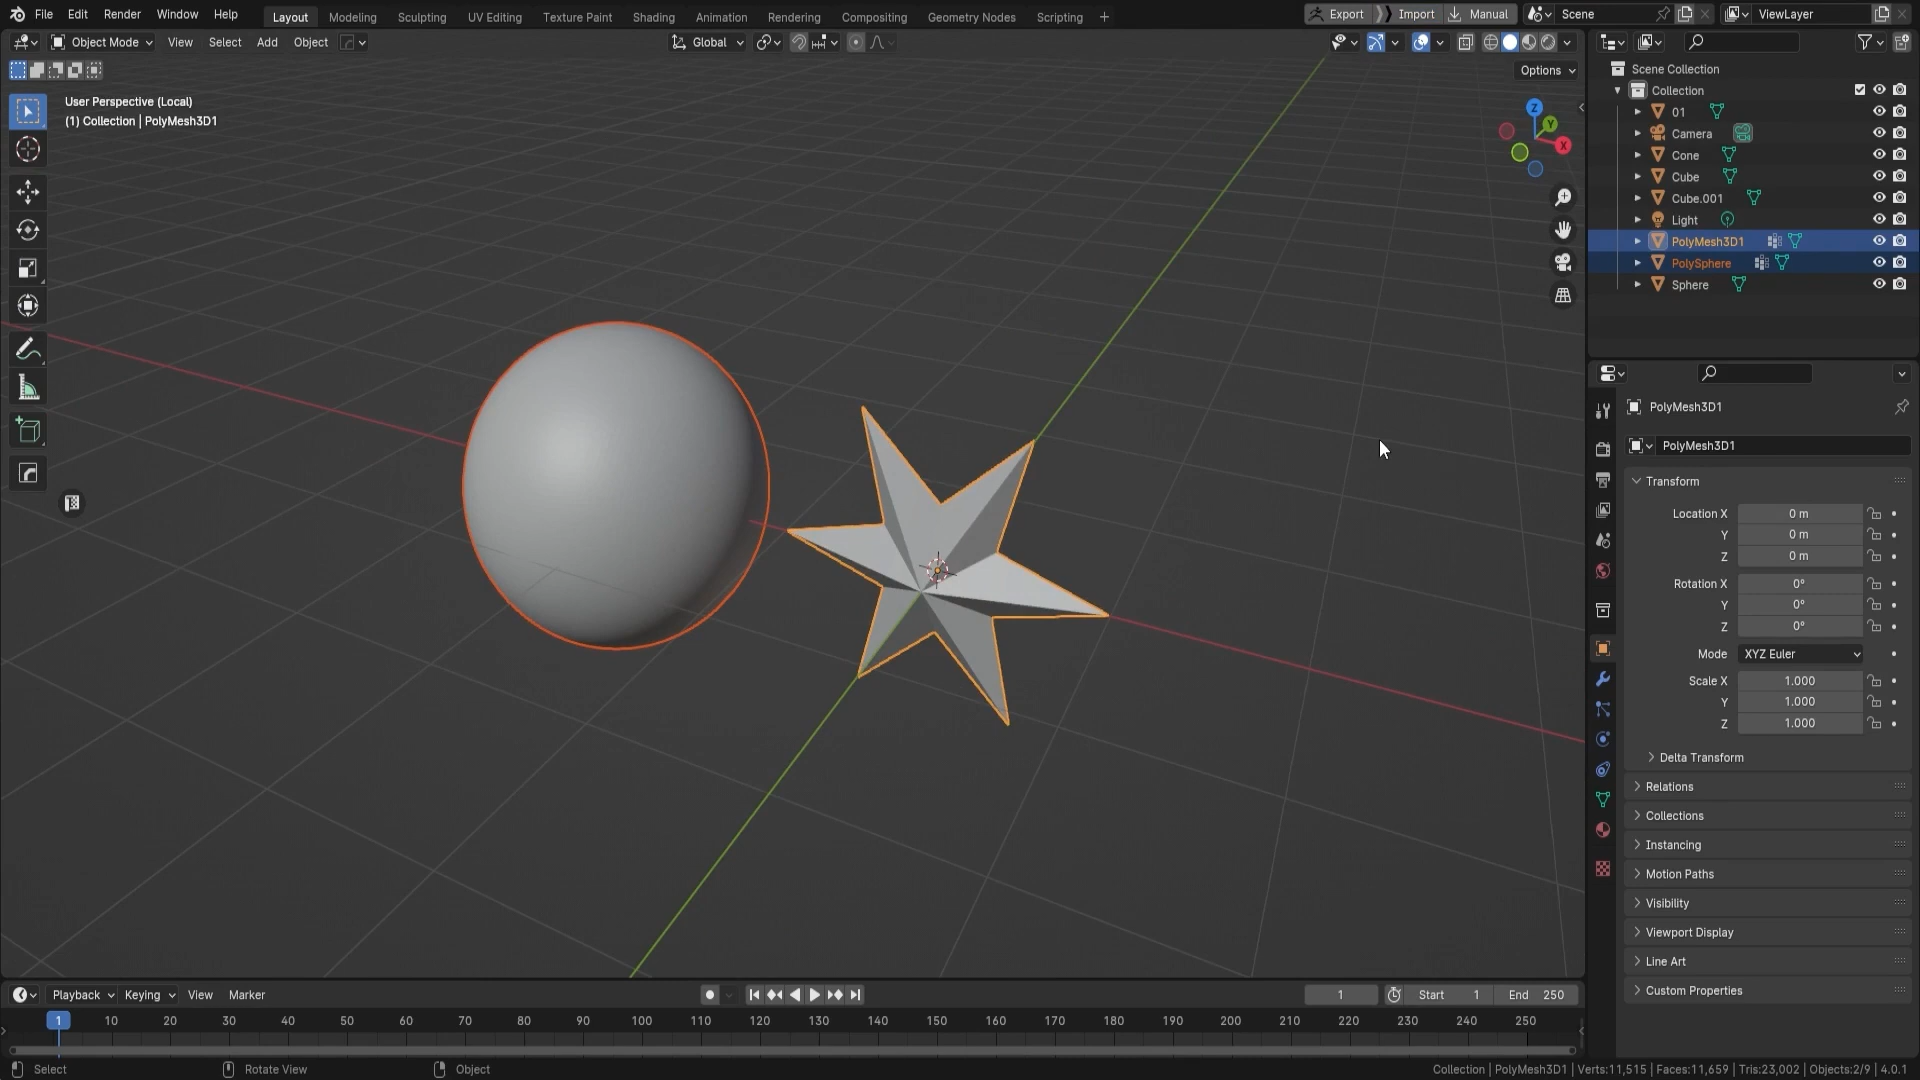 File Edit Render Window Help Layout Modeling Sculpting UV Editing Texture Paint Shading Animation Rendering Compositing Geometry Nodes Scripting + Export Import Manual Scene ViewLayer
Object Mode View Select Add Object Global
Options
User Perspective (Local)
(1) Collection | PolyMesh3D1
Z
Y
X
Scene Collection
Collection
01
Camera
Cone
Cube
Cube.001
Light
PolyMesh3D1
PolySphere
Sphere
PolyMesh3D1
PolyMesh3D1
Transform
Location X 0 m
Y 0 m
Z 0 m
Rotation X 0°
Y 0°
Z 0°
Mode XYZ Euler
Scale X 1.000
Y 1.000
Z 1.000
Delta Transform
Relations
Collections
Instancing
Motion Paths
Visibility
Viewport Display
Line Art
Custom Properties
Playback Keying View Marker 1 Start 1 End 250
1 10 20 30 40 50 60 70 80 90 100 110 120 130 140 150 160 170 180 190 200 210 220 230 240 250
Select Rotate View Object Collection | PolyMesh3D1 | Verts:11,515 | Faces:11,659 | Tris:23,002 | Objects:2/9 | 4.0.1